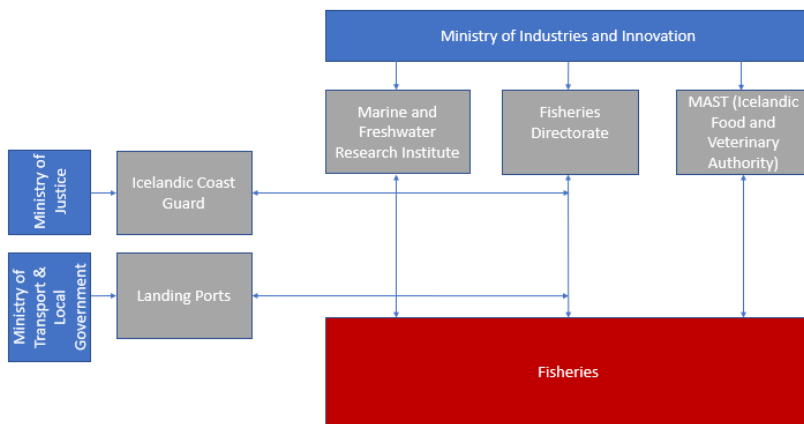 Ministry of Industries and Innovation
Marine and
Freshwater
Research Institute
Fisheries
Directorate
MAST (Icelandic
Food and
Veterinary
Authority)
Ministry of
Justice
Icelandic Coast
Guard
Ministry of
Transport &
Local
Government
Landing Ports
Fisheries